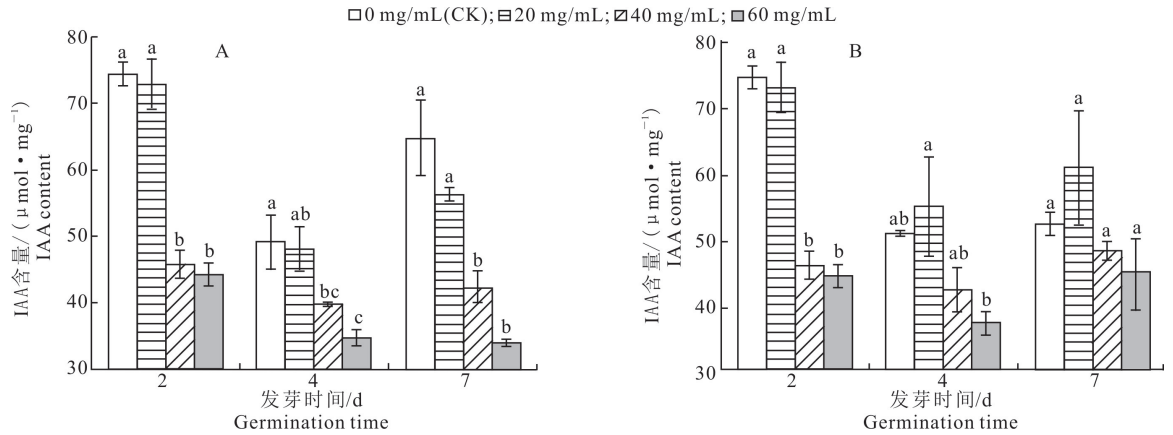 0 mg/mL(CK); 20 mg/mL; 40 mg/mL; 60 mg/mL
A
IAA含量/(μmol·mg⁻¹)
IAA content
80
70
60
50
40
30
a a b b
a ab bc c
a a b b
2 4 7
发芽时间/d
Germination time
B
IAA含量/(μmol·mg⁻¹)
IAA content
80
70
60
50
40
30
a a b b
ab a ab b
a a a a
2 4 7
发芽时间/d
Germination time